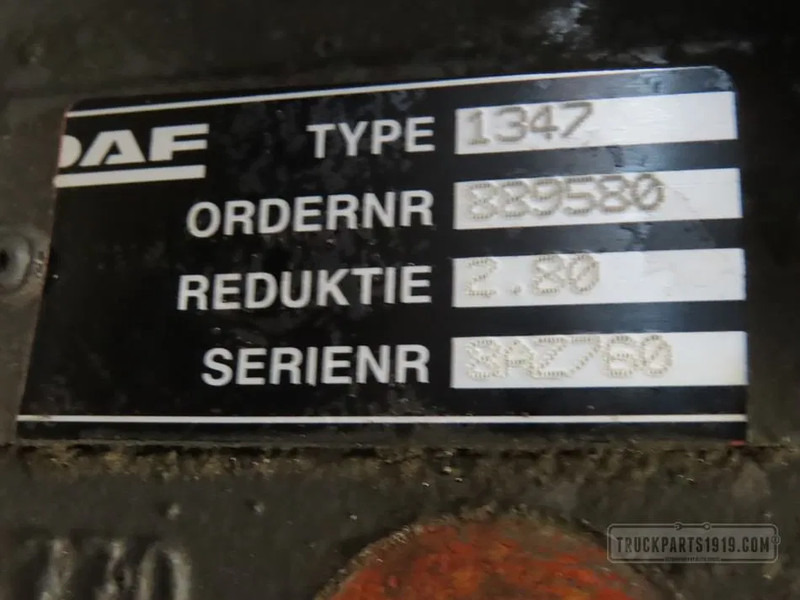 DAF
TYPE 1347
ORDERNR 889580
REDUKTIE 2.80
SERIENR
TRUCKPARTS1919.COM